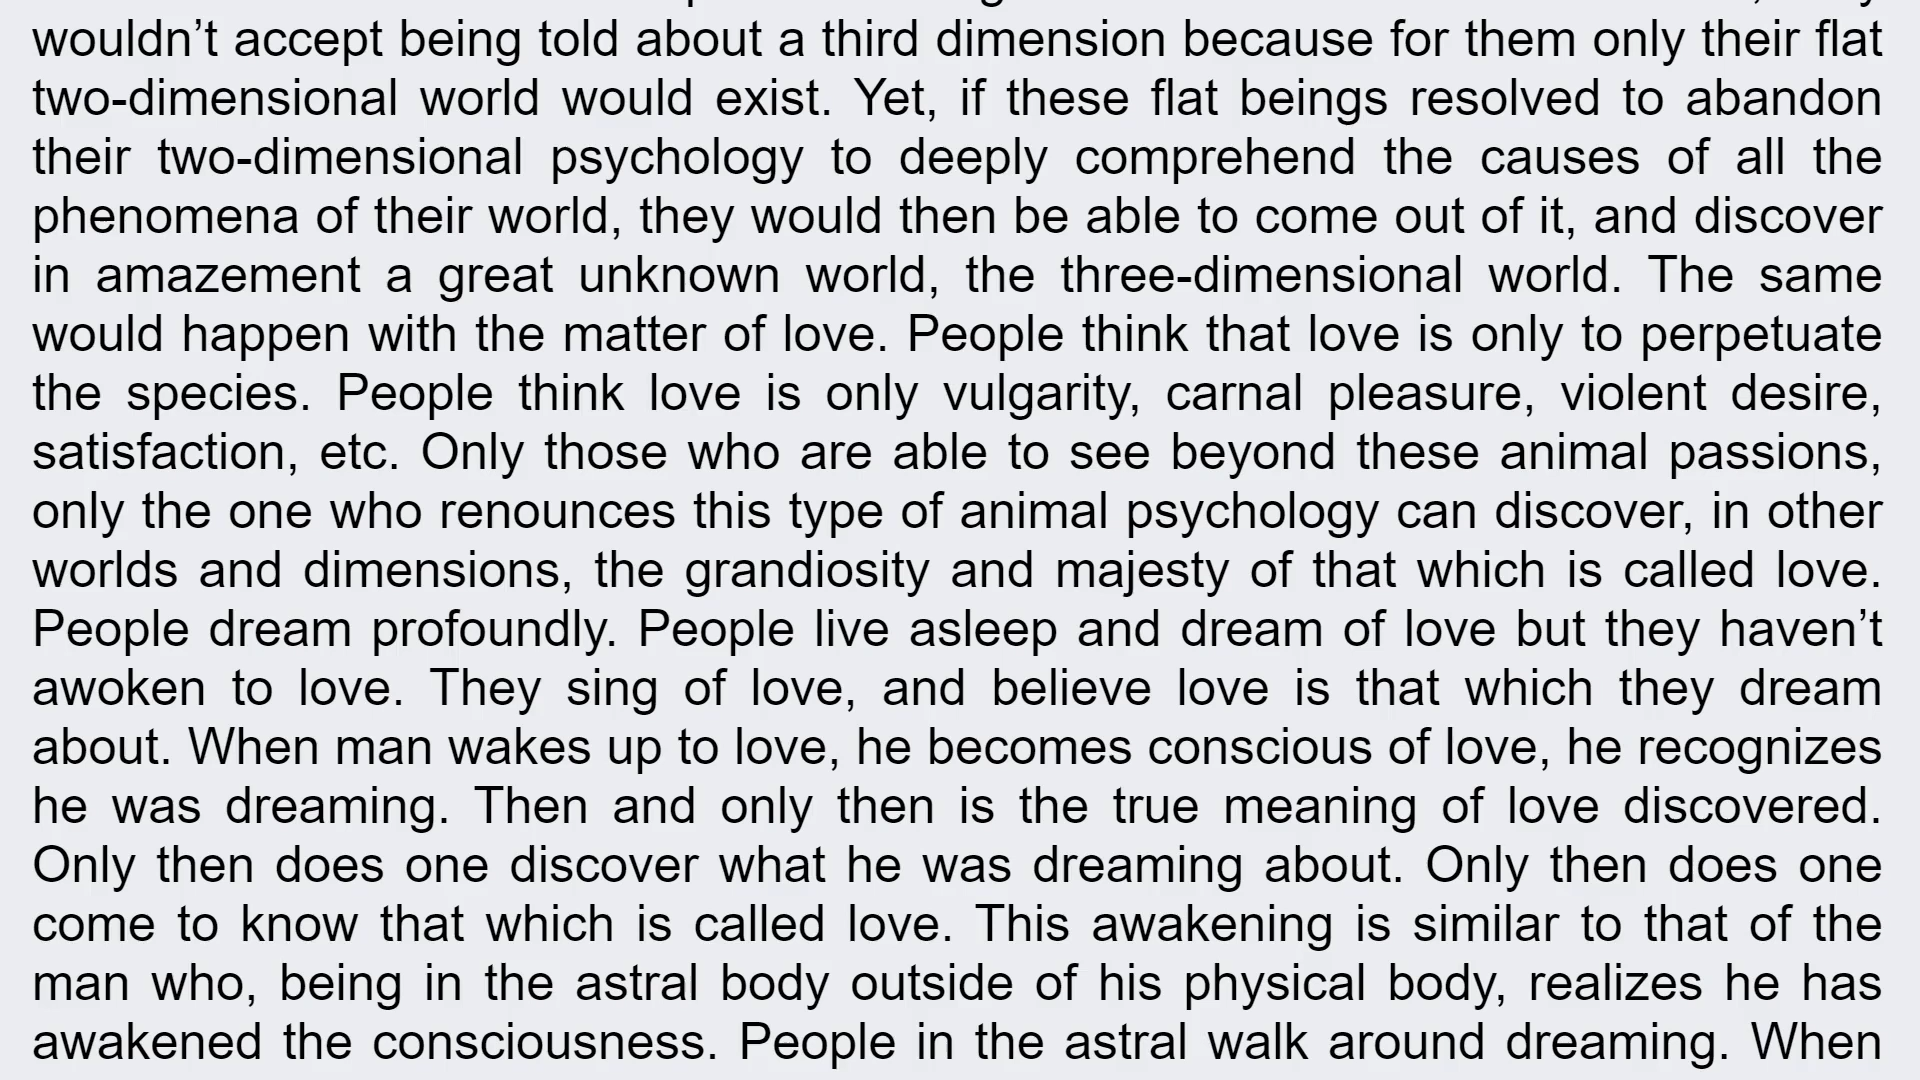 wouldn’t accept being told about a third dimension because for them only their flat
two-dimensional world would exist. Yet, if these flat beings resolved to abandon
their two-dimensional psychology to deeply comprehend the causes of all the
phenomena of their world, they would then be able to come out of it, and discover
in amazement a great unknown world, the three-dimensional world. The same
would happen with the matter of love. People think that love is only to perpetuate
the species. People think love is only vulgarity, carnal pleasure, violent desire,
satisfaction, etc. Only those who are able to see beyond these animal passions,
only the one who renounces this type of animal psychology can discover, in other
worlds and dimensions, the grandiosity and majesty of that which is called love.
People dream profoundly. People live asleep and dream of love but they haven’t
awoken to love. They sing of love, and believe love is that which they dream
about. When man wakes up to love, he becomes conscious of love, he recognizes
he was dreaming. Then and only then is the true meaning of love discovered.
Only then does one discover what he was dreaming about. Only then does one
come to know that which is called love. This awakening is similar to that of the
man who, being in the astral body outside of his physical body, realizes he has
awakened the consciousness. People in the astral walk around dreaming. When